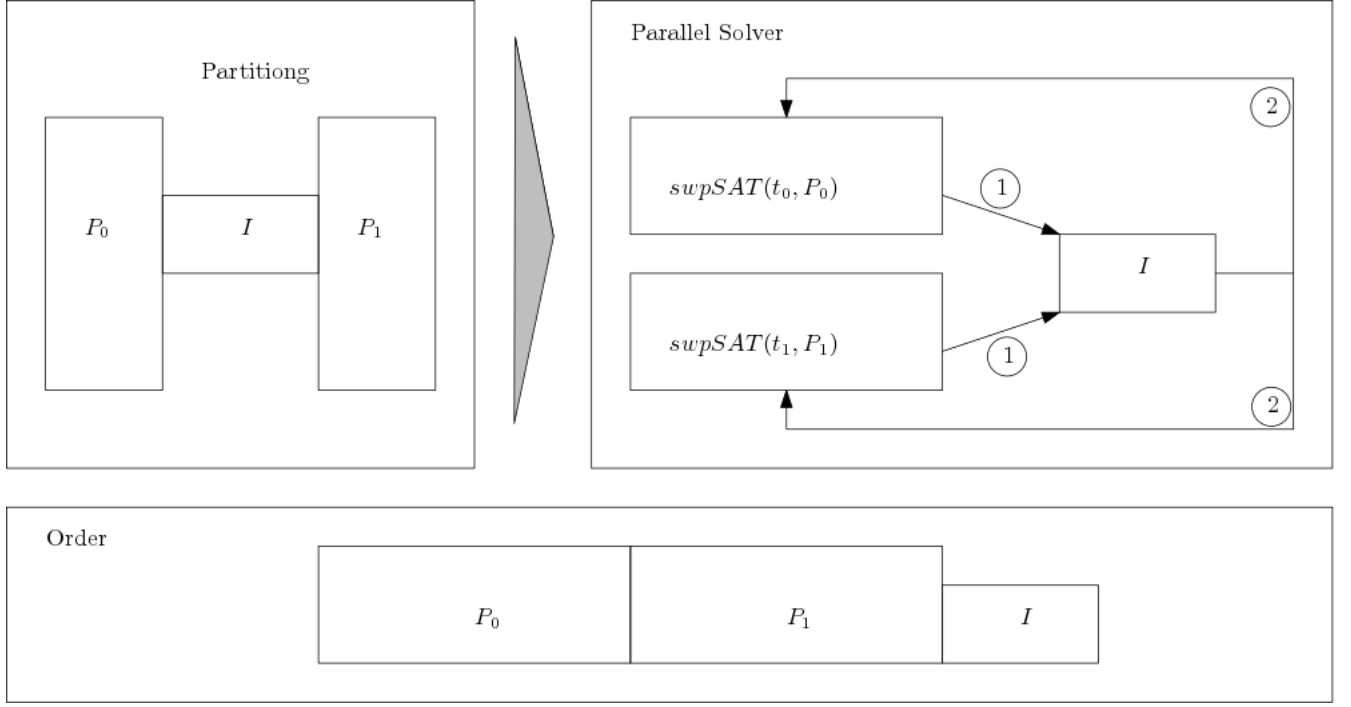 Partitiong
P₀
I
P₁
Parallel Solver
2
swpSAT(t₀, P₀)
1
I
swpSAT(t₁, P₁)
1
2
Order
P₀
P₁
I